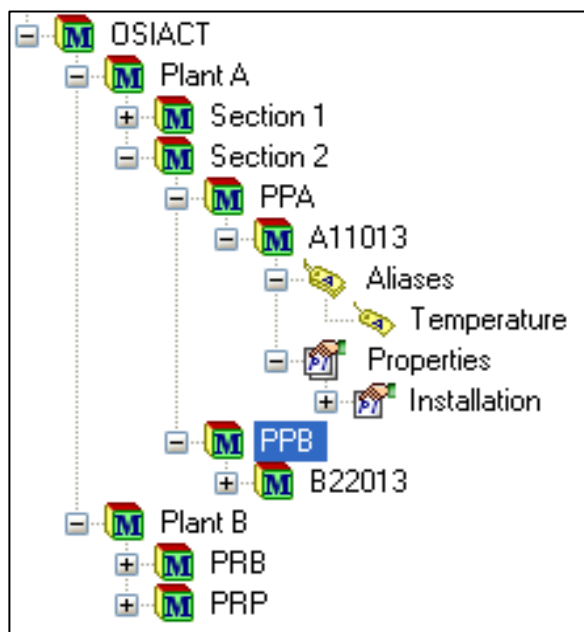 OSIACT
Plant A
Section 1
Section 2
PPA
A11013
Aliases
Temperature
Properties
Installation
PPB
B22013
Plant B
PRB
PRP